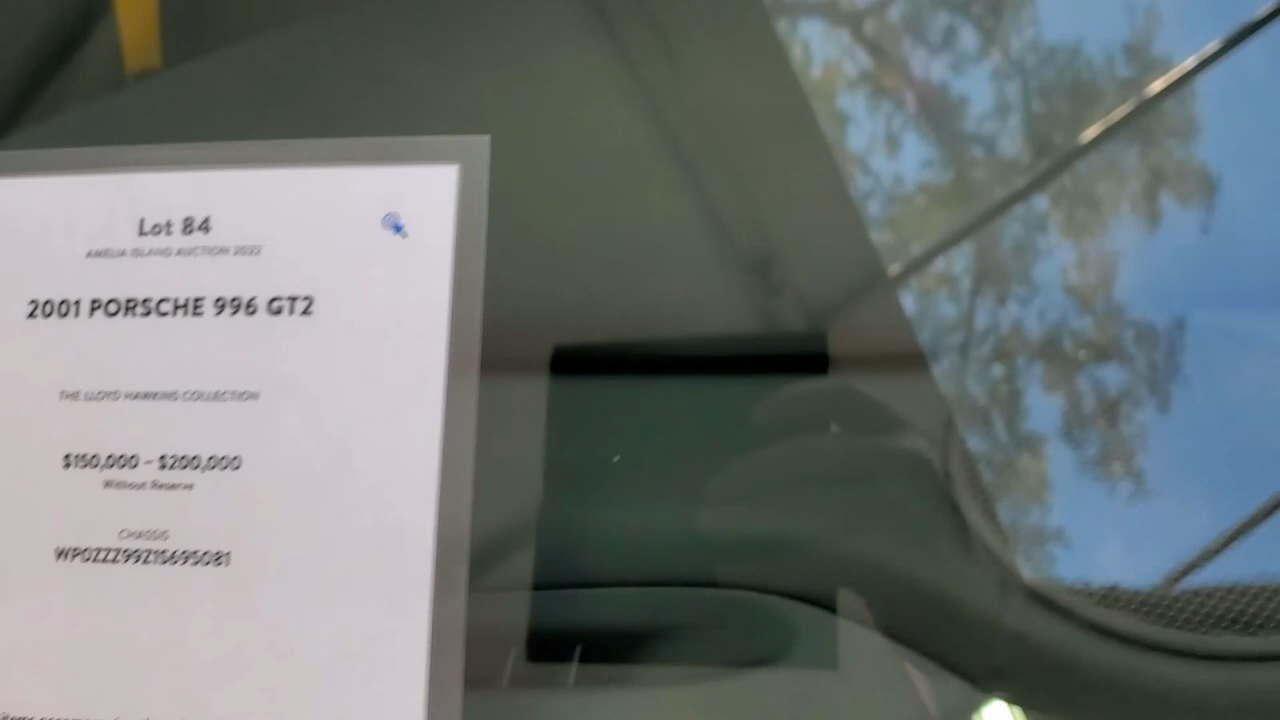 Lot 84
AMELIA ISLAND AUCTION 2022
2001 PORSCHE 996 GT2
THE LLOYD HAWKINS COLLECTION
$150,000 – $200,000
Without Reserve
CHASSIS
WP0ZZZ99Z1S695081